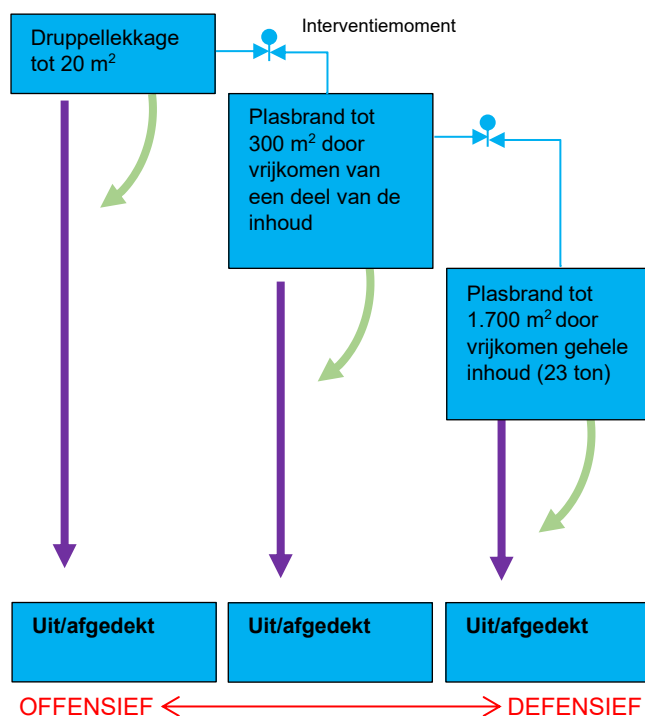 Druppellekkage
tot 20 m²
Interventiemoment
Plasbrand tot
300 m² door
vrijkomen van
een deel van de
inhoud
Plasbrand tot
1.700 m² door
vrijkomen gehele
inhoud (23 ton)
Uit/afgedekt
Uit/afgedekt
Uit/afgedekt
OFFENSIEF
DEFENSIEF